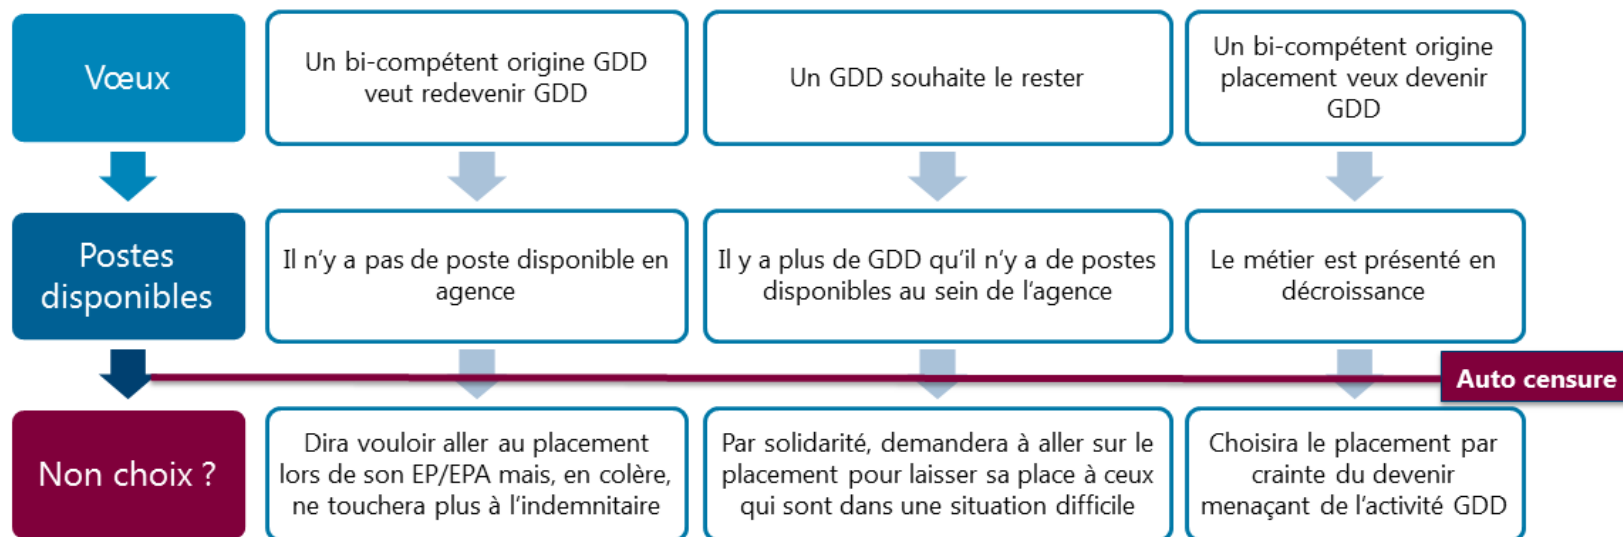 Vœux
Un bi-compétent origine GDD
veut redevenir GDD
Un GDD souhaite le rester
Un bi-compétent origine
placement veux devenir
GDD
Postes
disponibles
Il n’y a pas de poste disponible en
agence
Il y a plus de GDD qu’il n’y a de postes
disponibles au sein de l’agence
Le métier est présenté en
décroissance
Auto censure
Non choix ?
Dira vouloir aller au placement
lors de son EP/EPA mais, en colère,
ne touchera plus à l’indemnitaire
Par solidarité, demandera à aller sur le
placement pour laisser sa place à ceux
qui sont dans une situation difficile
Choisira le placement par
crainte du devenir
menaçant de l’activité GDD